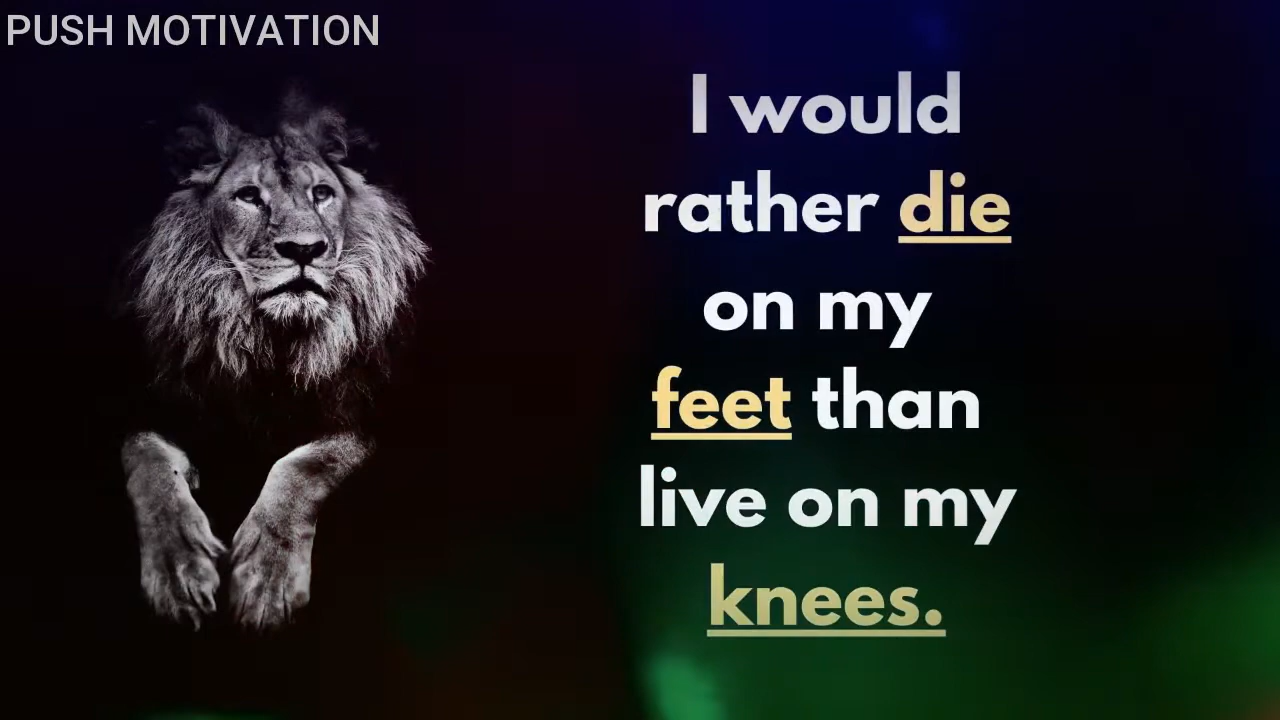 PUSH MOTIVATION
I would
rather die
on my
feet than
live on my
knees.